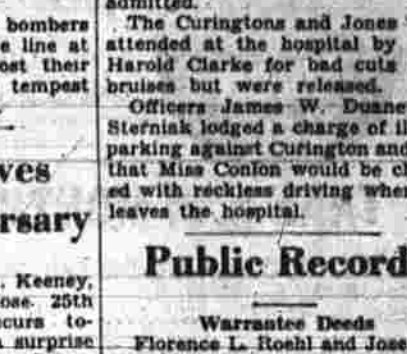 bombers
e line at
ost their
tempest
ves
rsary
. Keeney,
ose 25th
curs to-
surprise
admitted.
The Curingtons and Jones
attended at the hospital by
Harold Clarke for bad cuts
bruises but were released.
Officers James W. Duane
Sterniak lodged a charge of il
parking against Curington and
that Miss Conlon would be ch
ed with reckless driving when
leaves the hospital.
Public Record
Warrantee Deeds
Florence L. Roehl and Jose